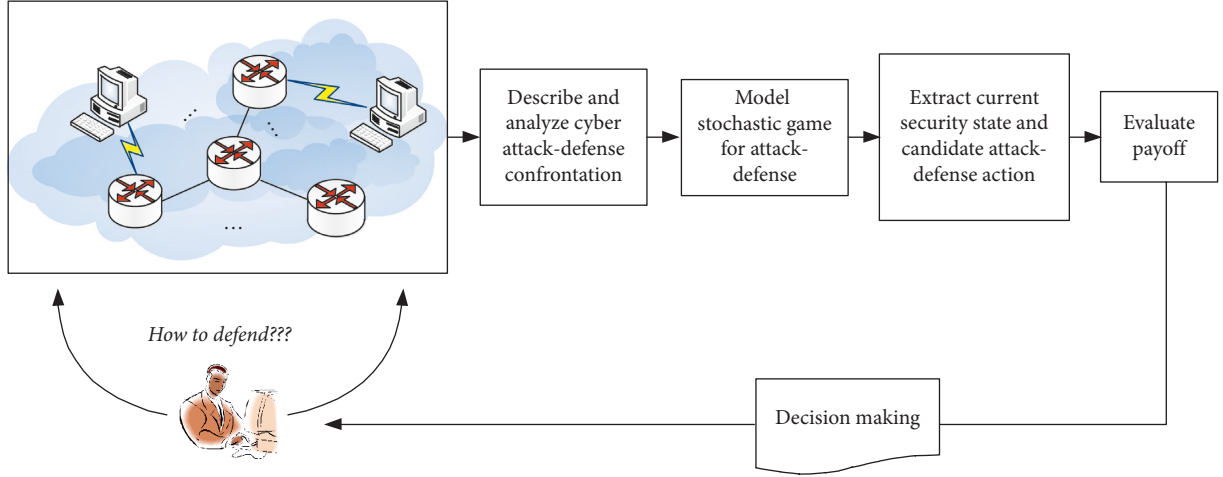 Describe and
analyze cyber
attack-defense
confrontation
Model
stochastic game
for attack-
defense
Extract current
security state and
candidate attack-
defense action
Evaluate
payoff
How to defend???
Decision making